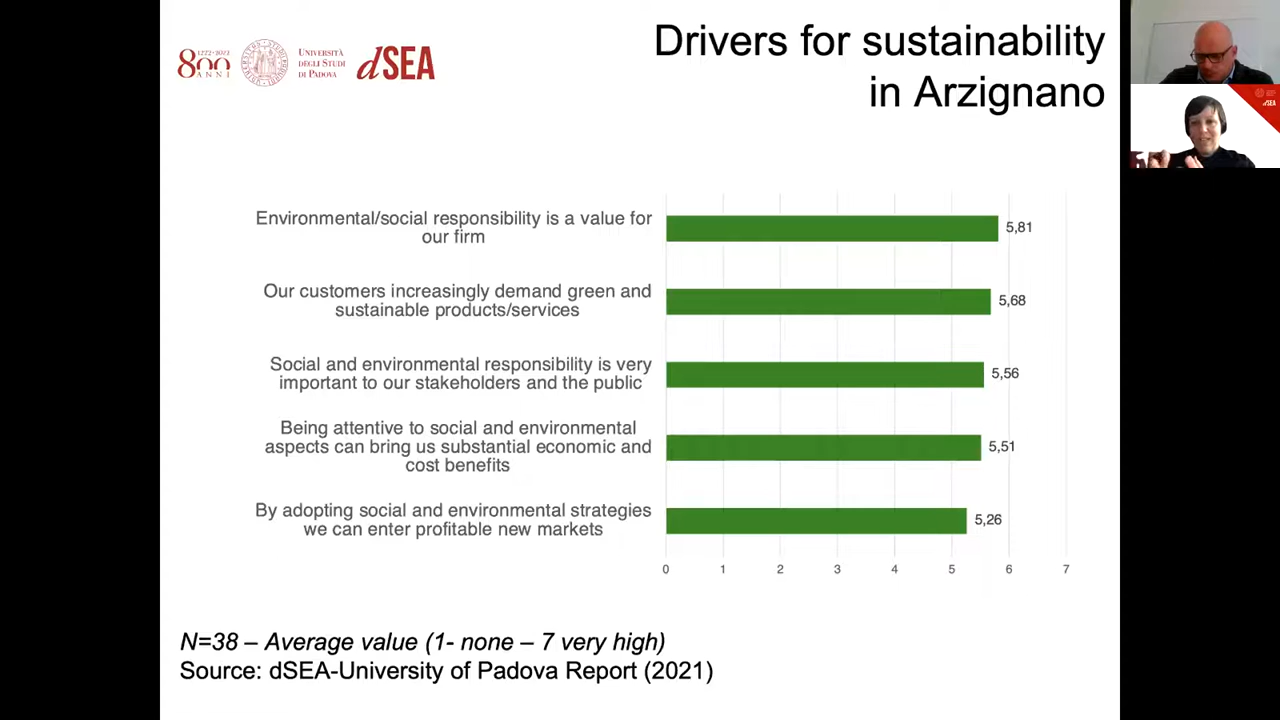 800
1222·2022
ANNI
UNIVERSITÀ
DEGLI STUDI
DI PADOVA
dSEA
Drivers for sustainability
in Arzignano
Environmental/social responsibility is a value for
our firm
5,81
Our customers increasingly demand green and
sustainable products/services
5,68
Social and environmental responsibility is very
important to our stakeholders and the public
5,56
Being attentive to social and environmental
aspects can bring us substantial economic and
cost benefits
5,51
By adopting social and environmental strategies
we can enter profitable new markets
5,26
0 1 2 3 4 5 6 7
N=38 – Average value (1- none – 7 very high)
Source: dSEA-University of Padova Report (2021)
dSEA